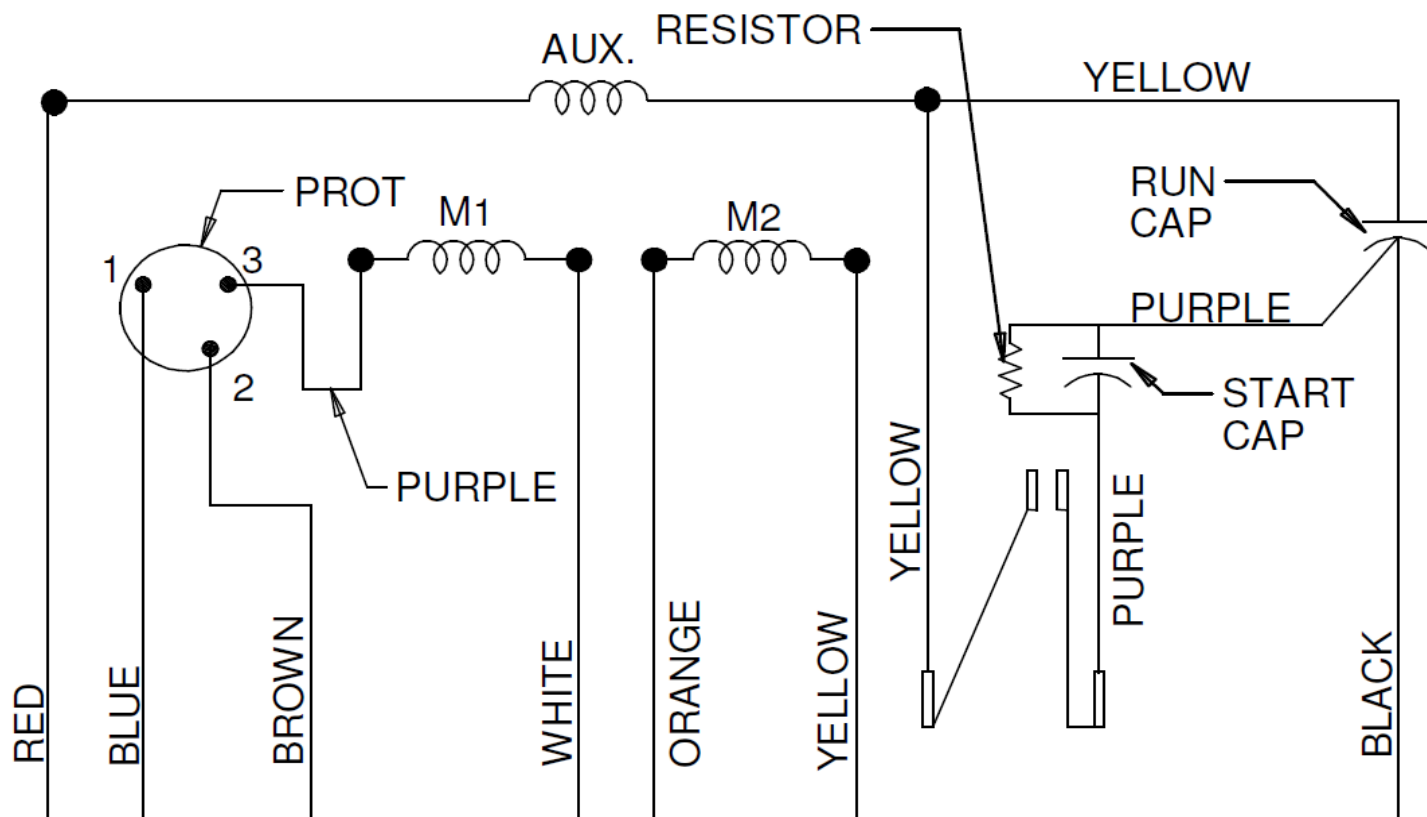 RESISTOR
AUX.
YELLOW
PROT
M1
M2
RUN
CAP
1
3
2
PURPLE
START
CAP
PURPLE
YELLOW
PURPLE
RED
BLUE
BROWN
WHITE
ORANGE
YELLOW
BLACK